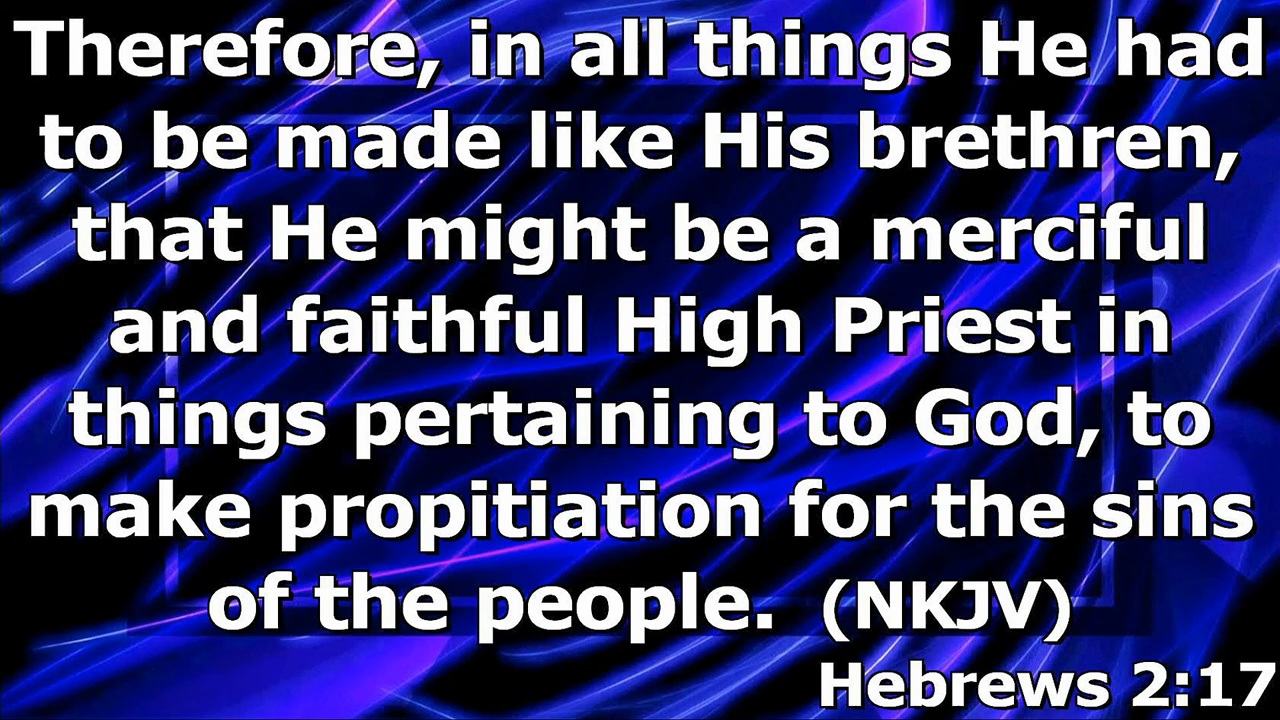 Therefore, in all things He had
to be made like His brethren,
that He might be a merciful
and faithful High Priest in
things pertaining to God, to
make propitiation for the sins
of the people. (NKJV)
Hebrews 2:17